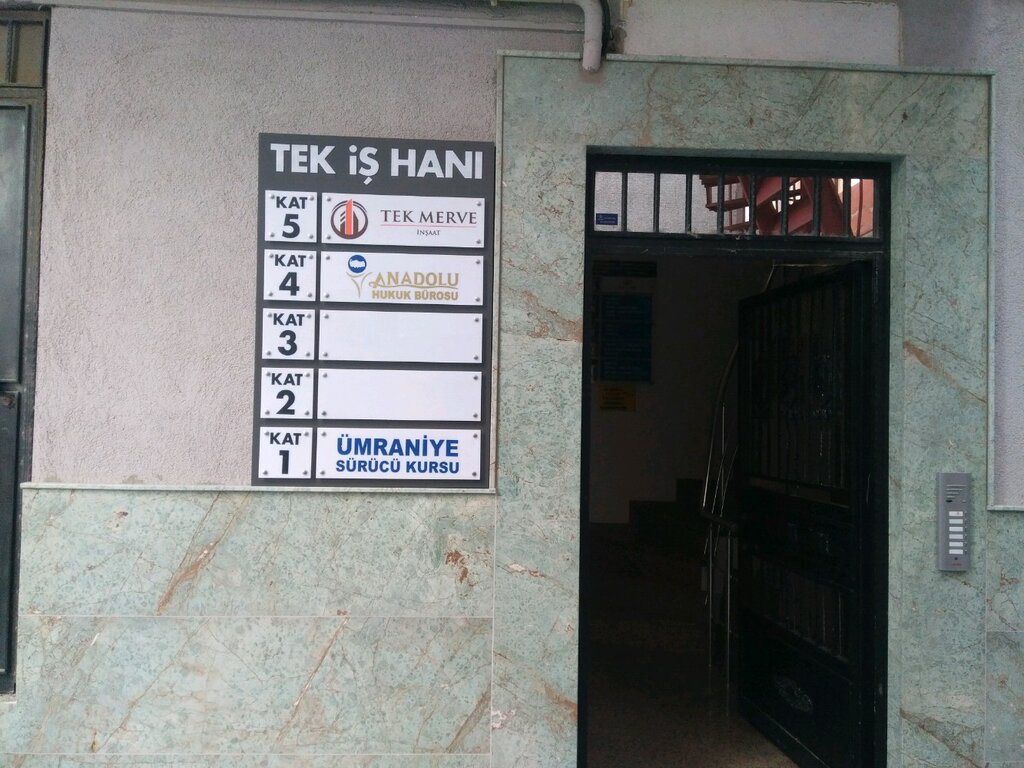 TEK İŞ HANI
KAT 5
TEK MERVE
İNŞAAT
KAT 4
ANADOLU
HUKUK BÜROSU
KAT 3
KAT 2
KAT 1
ÜMRANİYE
SÜRÜCÜ KURSU